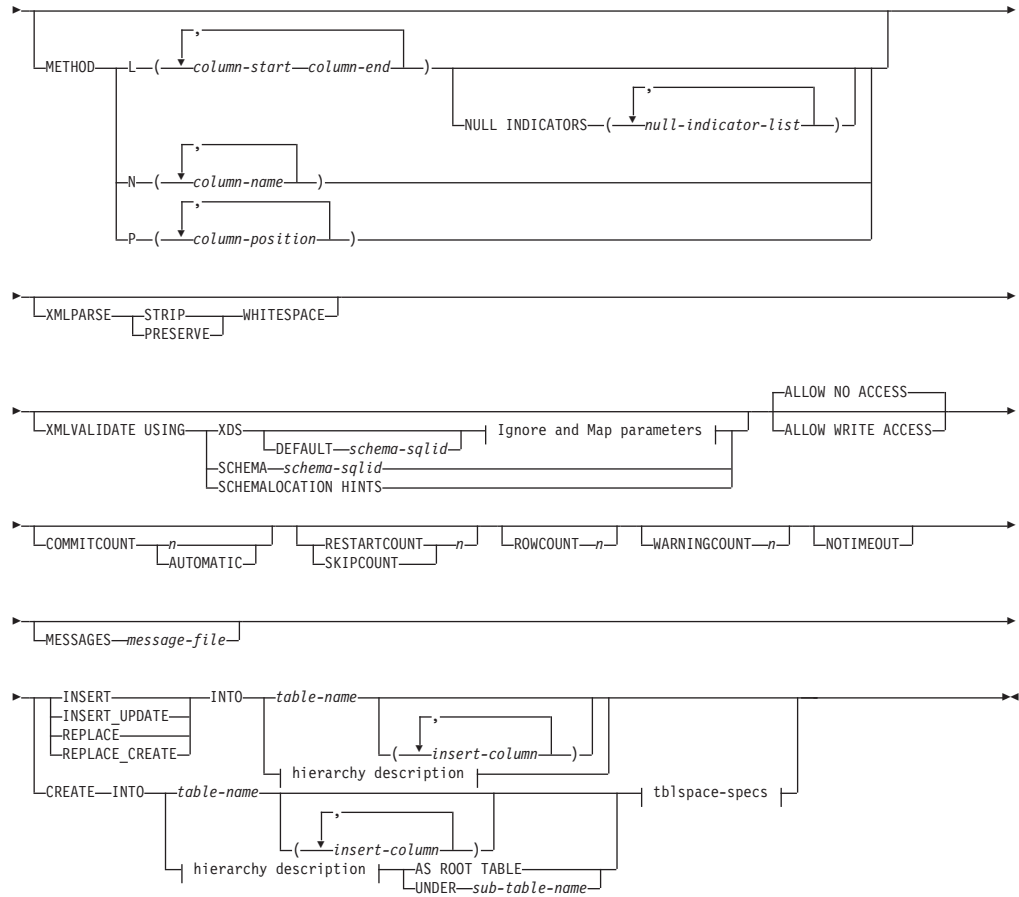 ,
METHOD L ( column-start column-end )
,
NULL INDICATORS ( null-indicator-list )
,
N ( column-name )
,
P ( column-position )
XMLPARSE STRIP WHITESPACE
PRESERVE
ALLOW NO ACCESS
XMLVALIDATE USING XDS Ignore and Map parameters ALLOW WRITE ACCESS
DEFAULT schema-sqlid
SCHEMA schema-sqlid
SCHEMALOCATION HINTS
COMMITCOUNT n RESTARTCOUNT n ROWCOUNT n WARNINGCOUNT n NOTIMEOUT
AUTOMATIC SKIPCOUNT
MESSAGES message-file
INSERT INTO table-name
INSERT_UPDATE ,
REPLACE
REPLACE_CREATE ( insert-column )
hierarchy description
CREATE INTO table-name tblspace-specs
,
( insert-column )
hierarchy description AS ROOT TABLE
UNDER sub-table-name